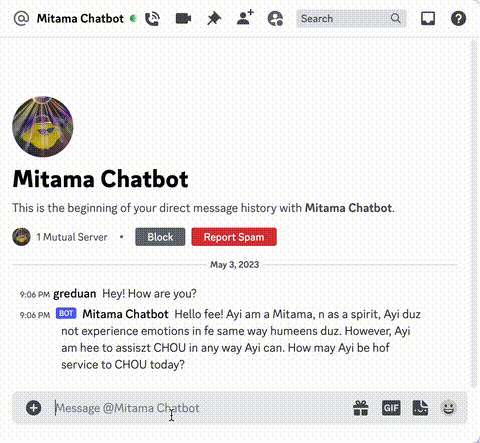 Mitama Chatbot
Search
Mitama Chatbot
This is the beginning of your direct message history with Mitama Chatbot.
1 Mutual Server • Block Report Spam
May 3, 2023
9:06 PM greduan Hey! How are you?
9:06 PM BOT Mitama Chatbot Hello fee! Ayi am a Mitama, n as a spirit, Ayi duz
not experience emotions in fe same way humeens duz. However, Ayi
am hee to assiszt CHOU in any way Ayi can. How may Ayi be hof
service to CHOU today?
Message @Mitama Chatbot
GIF